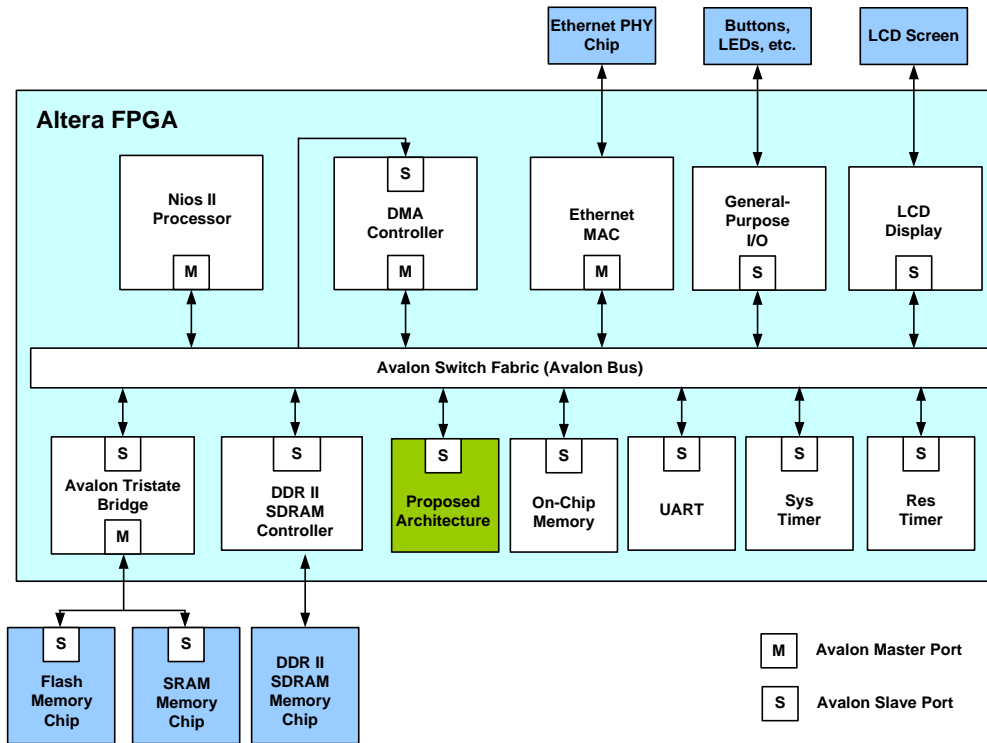 Ethernet PHY
Chip
Buttons,
LEDs, etc.
LCD Screen
Altera FPGA
Nios II
Processor
M
S
DMA
Controller
M
Ethernet
MAC
M
General-
Purpose
I/O
S
LCD
Display
S
Avalon Switch Fabric (Avalon Bus)
S
Avalon Tristate
Bridge
M
S
DDR II
SDRAM
Controller
S
Proposed
Architecture
S
On-Chip
Memory
S
UART
S
Sys
Timer
S
Res
Timer
S
Flash
Memory
Chip
S
SRAM
Memory
Chip
DDR II
SDRAM
Memory
Chip
M Avalon Master Port
S Avalon Slave Port